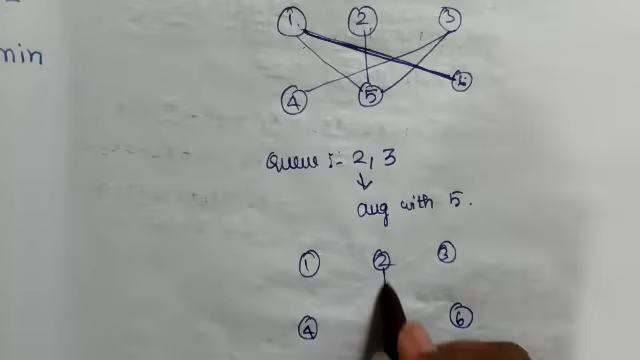 min
1 2 3
4 5 6
Queue :- 2, 3
aug with 5.
1 2 3
4 6